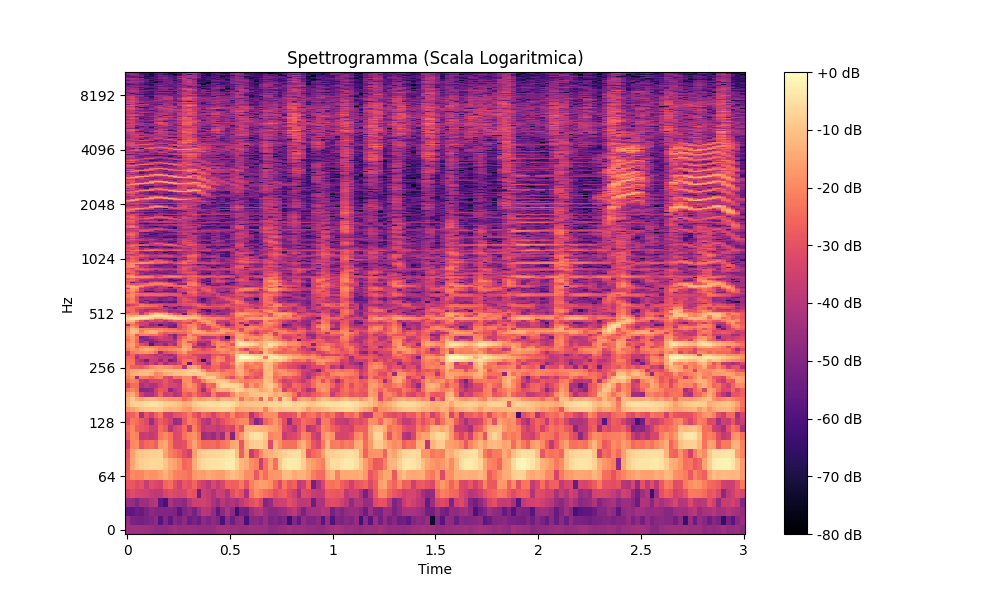 Spettrogramma (Scala Logaritmica)
8192
4096
2048
1024
512
256
128
64
0
Hz
0
0.5
1
1.5
2
2.5
3
Time
+0 dB
-10 dB
-20 dB
-30 dB
-40 dB
-50 dB
-60 dB
-70 dB
-80 dB